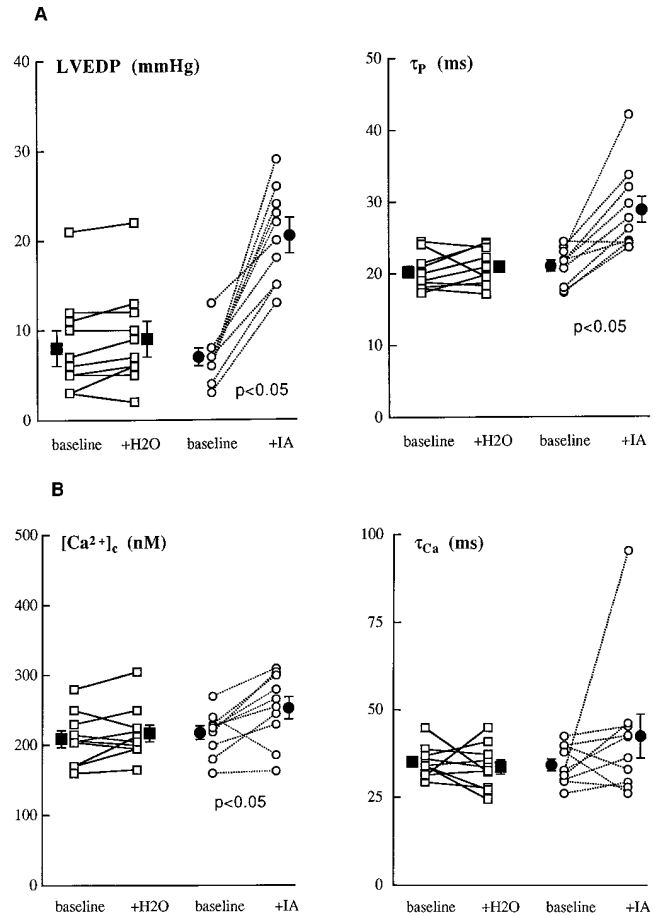 A
LVEDP (mmHg)
40
30
20
10
0
baseline +H2O baseline +IA
p<0.05
τP (ms)
50
40
30
20
10
0
baseline +H2O baseline +IA
p<0.05
B
[Ca2+]c (nM)
500
400
300
200
100
0
baseline +H2O baseline +IA
p<0.05
τCa (ms)
100
75
50
25
0
baseline +H2O baseline +IA